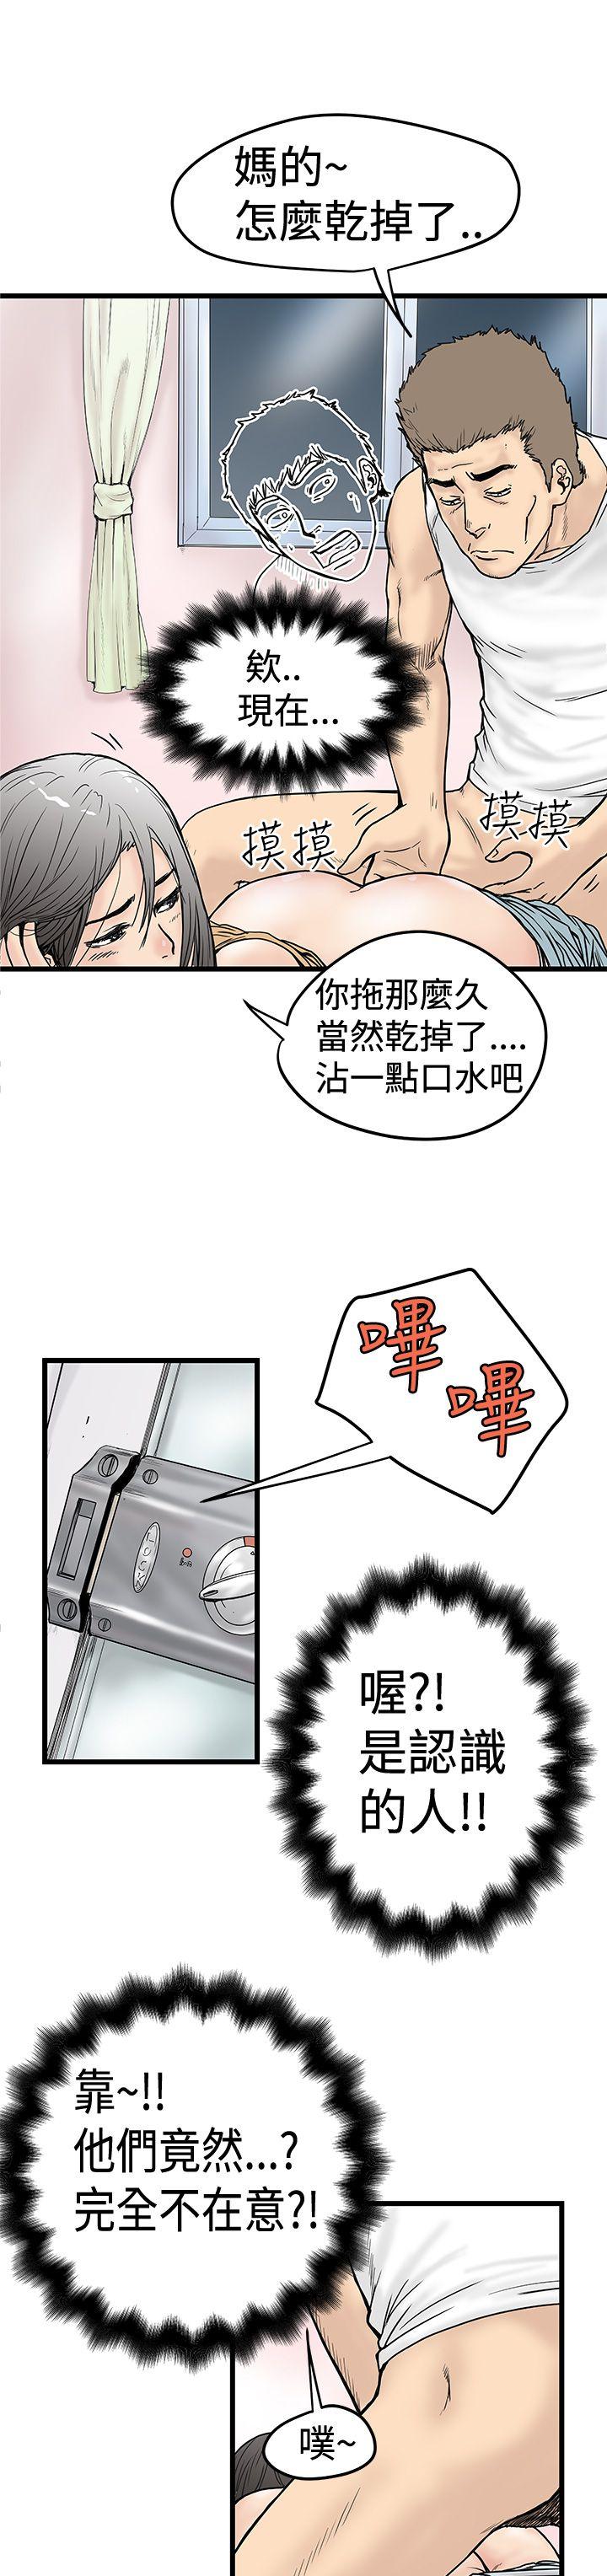 媽的~
怎麼乾掉了..
欸..
現在...
摸摸
摸摸
你拖那麼久
當然乾掉了....
沾一點口水吧
嗶
嗶
LOCK
喔?!
是認識
的人!!
靠~!!
他們竟然...?
完全不在意?!
噗~